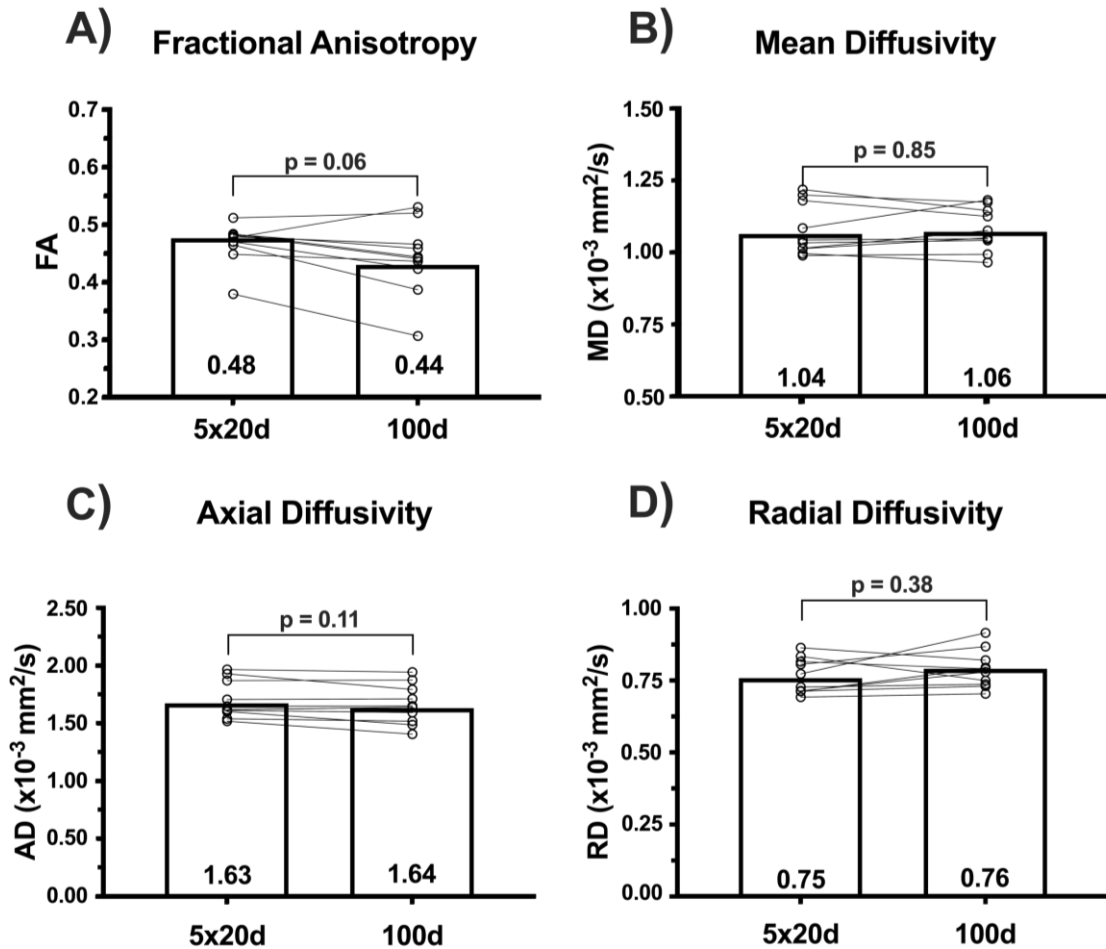 A) Fractional Anisotropy
0.7
0.6
0.5
0.4
0.3
0.2
FA
p = 0.06
0.48
0.44
5x20d
100d
B) Mean Diffusivity
1.50
1.25
1.00
0.75
0.50
MD (x10⁻³ mm²/s)
p = 0.85
1.04
1.06
5x20d
100d
C) Axial Diffusivity
2.50
2.00
1.50
1.00
0.50
0.00
AD (x10⁻³ mm²/s)
p = 0.11
1.63
1.64
5x20d
100d
D) Radial Diffusivity
1.00
0.75
0.50
0.25
0.00
RD (x10⁻³ mm²/s)
p = 0.38
0.75
0.76
5x20d
100d